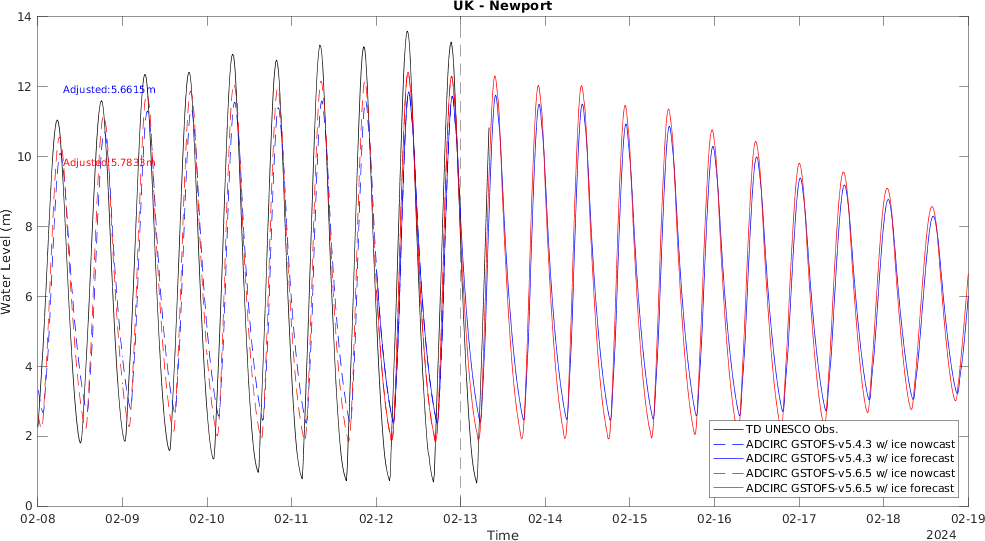 UK - Newport
14
12
10
8
6
4
2
0
Water Level (m)
Adjusted:5.6615m
Adjusted:5.7833m
TD UNESCO Obs.
ADCIRC GSTOFS-v5.4.3 w/ ice nowcast
ADCIRC GSTOFS-v5.4.3 w/ ice forecast
ADCIRC GSTOFS-v5.6.5 w/ ice nowcast
ADCIRC GSTOFS-v5.6.5 w/ ice forecast
02-08 02-09 02-10 02-11 02-12 02-13 02-14 02-15 02-16 02-17 02-18 02-19
Time
2024